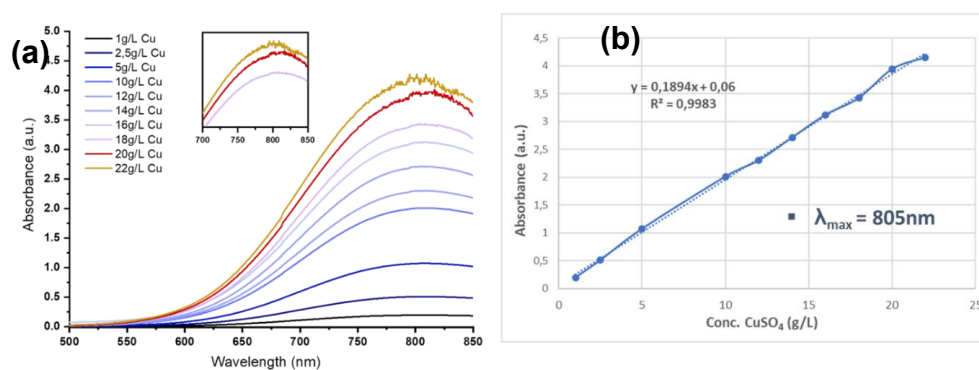 (a)
1g/L Cu
2,5g/L Cu
5g/L Cu
10g/L Cu
12g/L Cu
14g/L Cu
16g/L Cu
18g/L Cu
20g/L Cu
22g/L Cu
700 750 800 850
5.0
4.5
4.0
3.5
3.0
2.5
2.0
1.5
1.0
0.5
0.0
Absorbance (a.u.)
500 550 600 650 700 750 800 850
Wavelength (nm)
(b)
y = 0,1894x + 0,06
R² = 0,9983
4,5
4
3,5
3
2,5
2
1,5
1
0,5
0
Absorbance (a.u.)
λmax = 805nm
0 5 10 15 20 25
Conc. CuSO₄ (g/L)